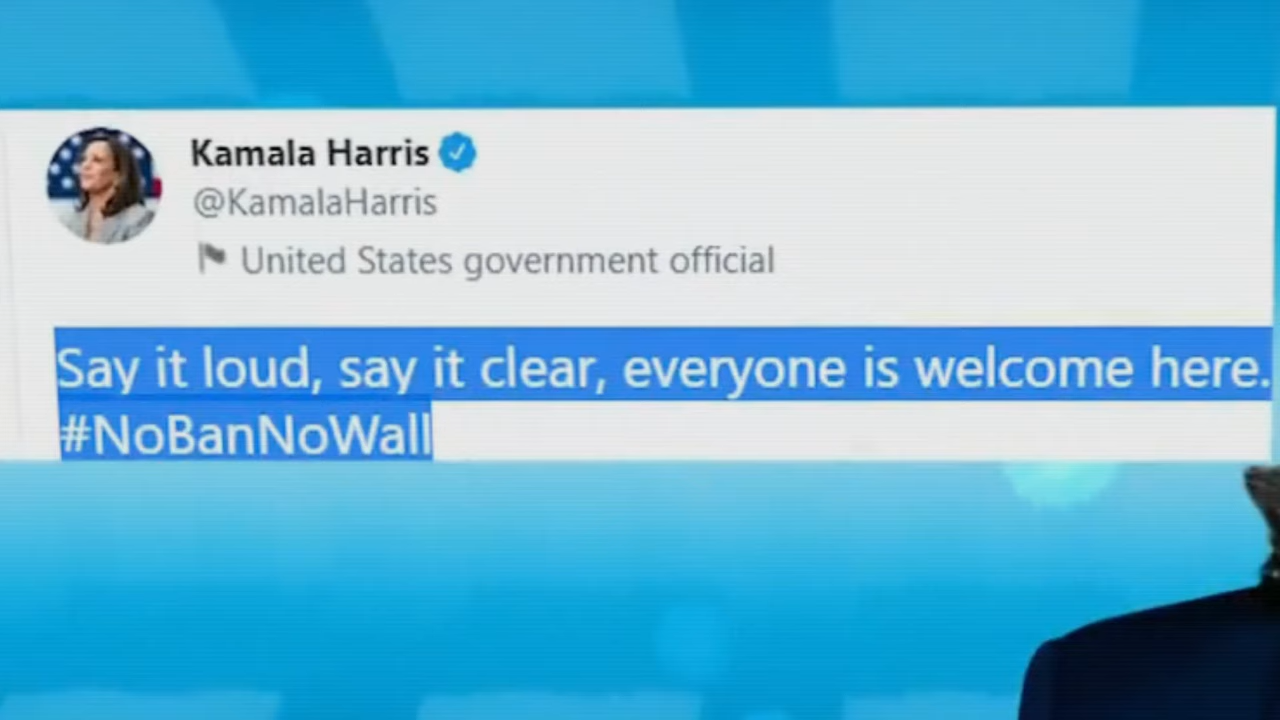 Kamala Harris
@KamalaHarris
United States government official
Say it loud, say it clear, everyone is welcome here.
#NoBanNoWall